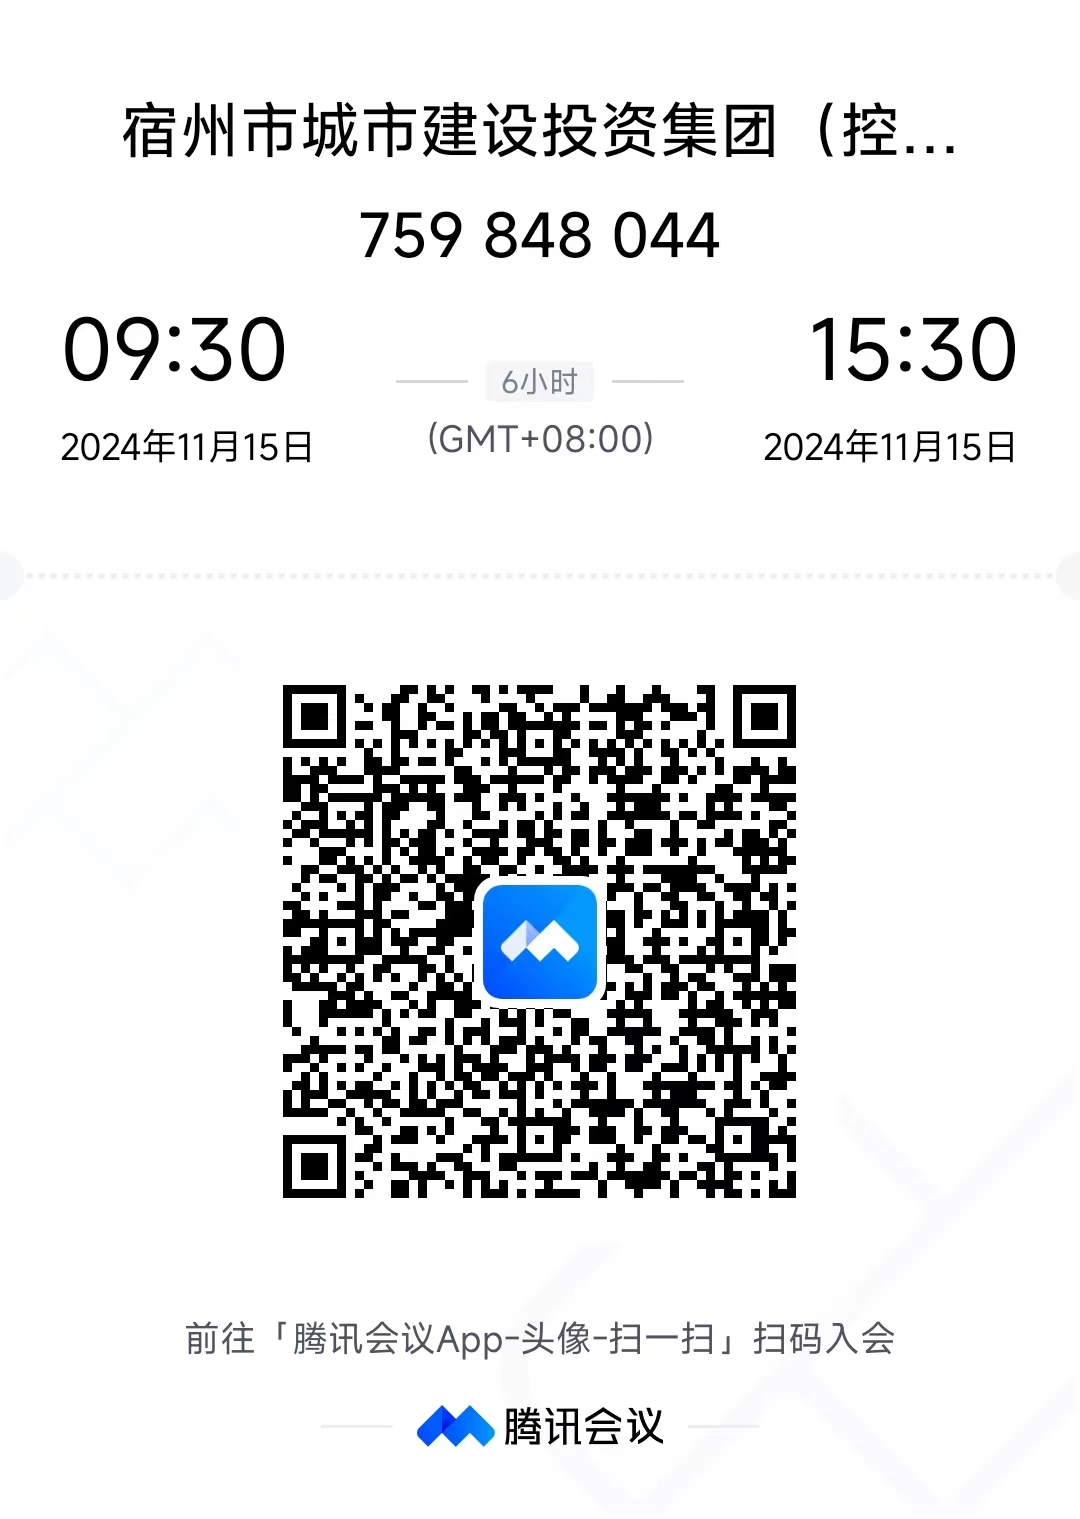 宿州市城市建设投资集团（控...
759 848 044
09:30
6小时
15:30
2024年11月15日
(GMT+08:00)
2024年11月15日
前往「腾讯会议App-头像-扫一扫」扫码入会
腾讯会议